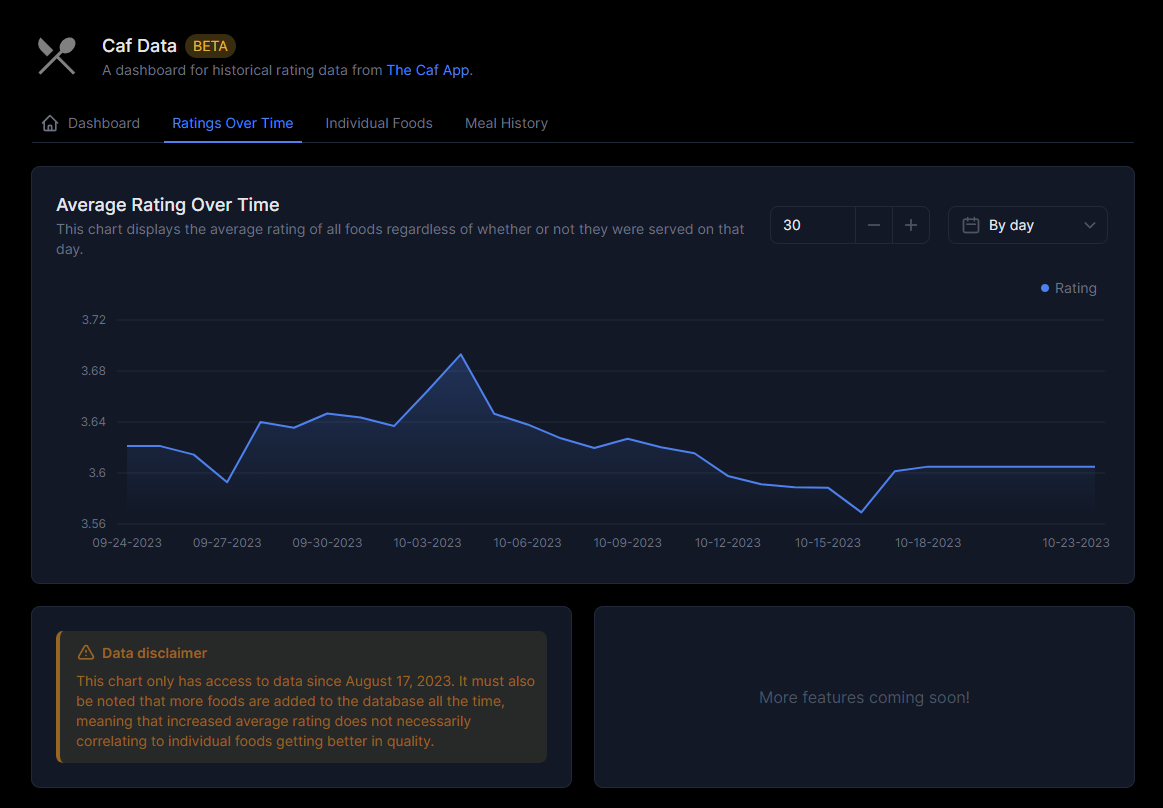 Caf Data BETA
A dashboard for historical rating data from The Caf App.
Dashboard Ratings Over Time Individual Foods Meal History
Average Rating Over Time
This chart displays the average rating of all foods regardless of whether or not they were served on that
day.
30 By day
Rating
3.72
3.68
3.64
3.6
3.56
09-24-2023 09-27-2023 09-30-2023 10-03-2023 10-06-2023 10-09-2023 10-12-2023 10-15-2023 10-18-2023 10-23-2023
Data disclaimer
This chart only has access to data since August 17, 2023. It must also
be noted that more foods are added to the database all the time,
meaning that increased average rating does not necessarily
correlating to individual foods getting better in quality.
More features coming soon!